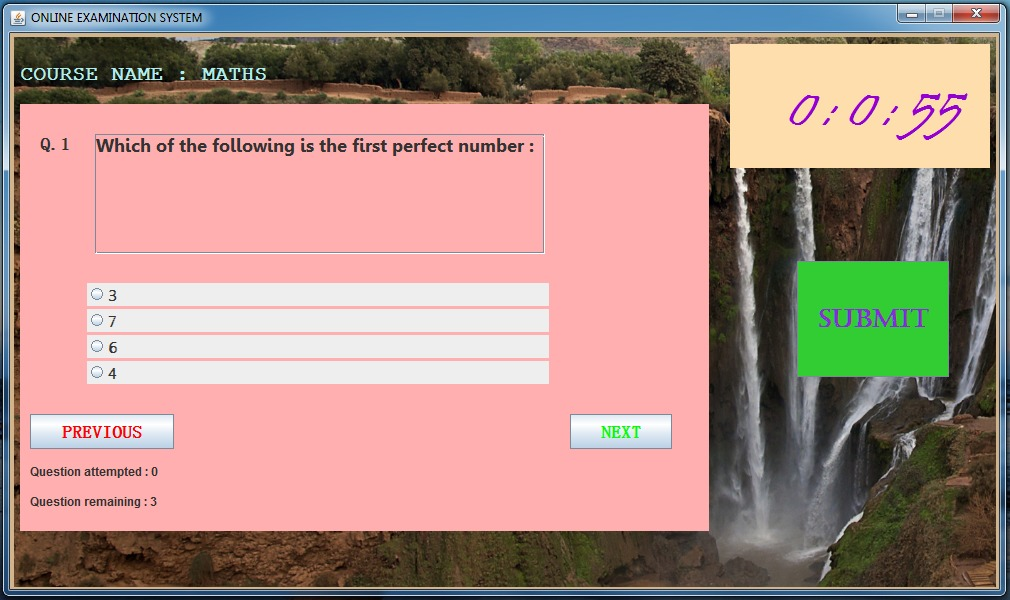 ONLINE EXAMINATION SYSTEM
COURSE NAME : MATHS
0:0:55
Q. 1
Which of the following is the first perfect number :
3
7
6
4
SUBMIT
PREVIOUS
NEXT
Question attempted : 0
Question remaining : 3